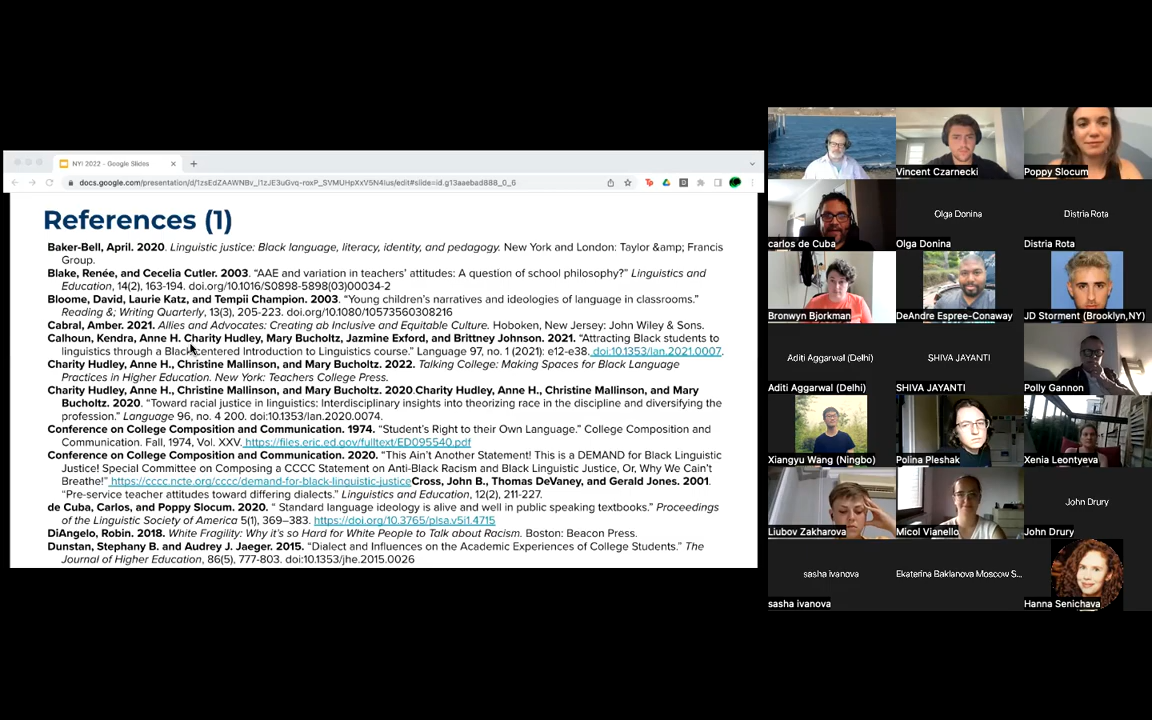 NYI 2022 - Google Slides
docs.google.com/presentation/d/1zsEdZAAWNBv_l1zJE3uGvq-roxP_SVMUHpXxV5N4lus/edit#slide=id.g13aaebad888_0_6
References (1)
Baker-Bell, April. 2020. Linguistic justice: Black language, literacy, identity, and pedagogy. New York and London: Taylor &amp; Francis
Group.
Blake, Renée, and Cecelia Cutler. 2003. “AAE and variation in teachers’ attitudes: A question of school philosophy?” Linguistics and
Education, 14(2), 163-194. doi.org/10.1016/S0898-5898(03)00034-2
Bloome, David, Laurie Katz, and Tempii Champion. 2003. “Young children’s narratives and ideologies of language in classrooms.”
Reading &; Writing Quarterly, 13(3), 205-223. doi.org/10.1080/10573560308216
Cabral, Amber. 2021. Allies and Advocates: Creating ab Inclusive and Equitable Culture. Hoboken, New Jersey: John Wiley & Sons.
Calhoun, Kendra, Anne H. Charity Hudley, Mary Bucholtz, Jazmine Exford, and Brittney Johnson. 2021. “Attracting Black students to
linguistics through a Black-centered Introduction to Linguistics course.” Language 97, no. 1 (2021): e12-e38. doi:10.1353/lan.2021.0007.
Charity Hudley, Anne H., Christine Mallinson, and Mary Bucholtz. 2022. Talking College: Making Spaces for Black Language
Practices in Higher Education. New York: Teachers College Press.
Charity Hudley, Anne H., Christine Mallinson, and Mary Bucholtz. 2020.Charity Hudley, Anne H., Christine Mallinson, and Mary
Bucholtz. 2020. “Toward racial justice in linguistics: Interdisciplinary insights into theorizing race in the discipline and diversifying the
profession.” Language 96, no. 4 200. doi:10.1353/lan.2020.0074.
Conference on College Composition and Communication. 1974. “Student’s Right to their Own Language.” College Composition and
Communication. Fall, 1974, Vol. XXV. https://files.eric.ed.gov/fulltext/ED095540.pdf
Conference on College Composition and Communication. 2020. “This Ain’t Another Statement! This is a DEMAND for Black Linguistic
Justice! Special Committee on Composing a CCCC Statement on Anti-Black Racism and Black Linguistic Justice, Or, Why We Cain’t
Breathe!” https://cccc.ncte.org/cccc/demand-for-black-linguistic-justiceCross, John B., Thomas DeVaney, and Gerald Jones. 2001.
“Pre-service teacher attitudes toward differing dialects.” Linguistics and Education, 12(2), 211-227.
de Cuba, Carlos, and Poppy Slocum. 2020. “ Standard language ideology is alive and well in public speaking textbooks.” Proceedings
of the Linguistic Society of America 5(1), 369–383. https://doi.org/10.3765/plsa.v5i1.4715
DiAngelo, Robin. 2018. White Fragility: Why it’s so Hard for White People to Talk about Racism. Boston: Beacon Press.
Dunstan, Stephany B. and Audrey J. Jaeger. 2015. “Dialect and Influences on the Academic Experiences of College Students.” The
Journal of Higher Education, 86(5), 777-803. doi:10.1353/jhe.2015.0026
Vincent Czarnecki
Poppy Slocum
carlos de Cuba
Olga Donina
Olga Donina
Distria Rota
Distria Rota
Bronwyn Bjorkman
DeAndre Espree-Conaway
JD Storment (Brooklyn,NY)
Aditi Aggarwal (Delhi)
Aditi Aggarwal (Delhi)
SHIVA JAYANTI
SHIVA JAYANTI
Polly Gannon
Xiangyu Wang (Ningbo)
Polina Pleshak
Xenia Leontyeva
Liubov Zakharova
Micol Vianello
John Drury
John Drury
sasha ivanova
sasha ivanova
Ekaterina Baklanova Moscow S...
Hanna Senichava